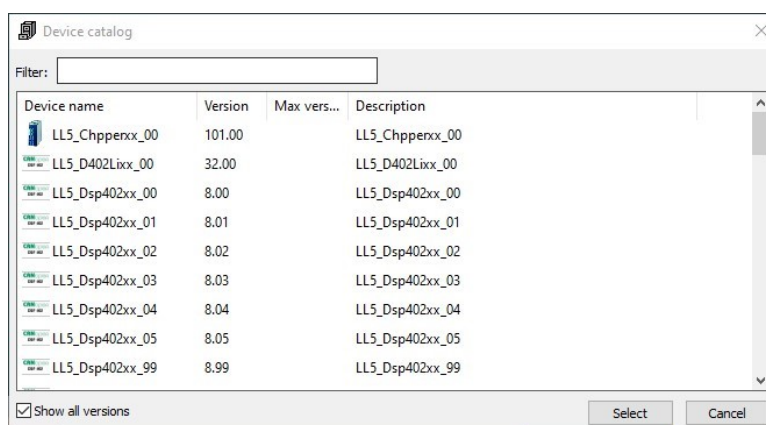 Device catalog
Filter:
Device name Version Max vers... Description
LL5_Chpperxx_00 101.00 LL5_Chpperxx_00
LL5_D402Lixx_00 32.00 LL5_D402Lixx_00
LL5_Dsp402xx_00 8.00 LL5_Dsp402xx_00
LL5_Dsp402xx_01 8.01 LL5_Dsp402xx_01
LL5_Dsp402xx_02 8.02 LL5_Dsp402xx_02
LL5_Dsp402xx_03 8.03 LL5_Dsp402xx_03
LL5_Dsp402xx_04 8.04 LL5_Dsp402xx_04
LL5_Dsp402xx_05 8.05 LL5_Dsp402xx_05
LL5_Dsp402xx_99 8.99 LL5_Dsp402xx_99
Show all versions Select Cancel